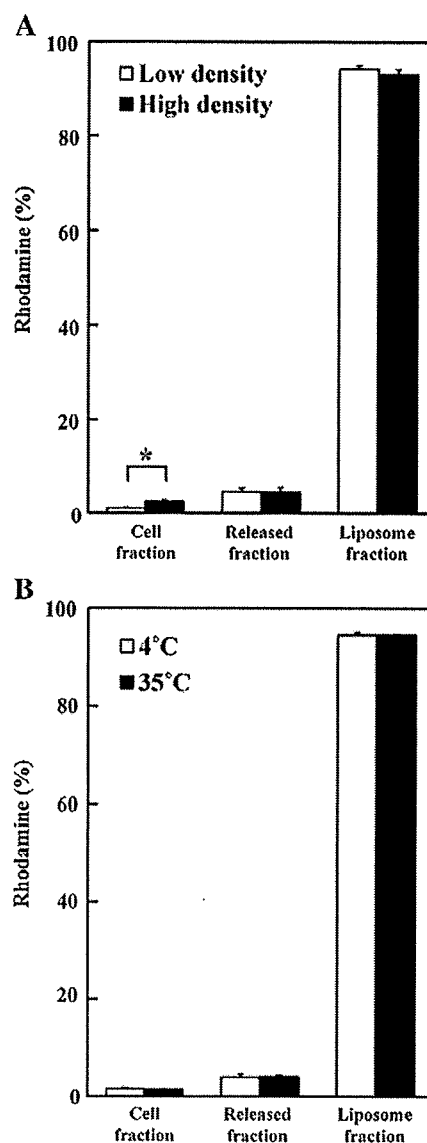 A
100
80
60
40
20
0
Rhodamine (%)
Low density
High density
*
Cell fraction
Released fraction
Liposome fraction
B
100
80
60
40
20
0
Rhodamine (%)
4°C
35°C
Cell fraction
Released fraction
Liposome fraction